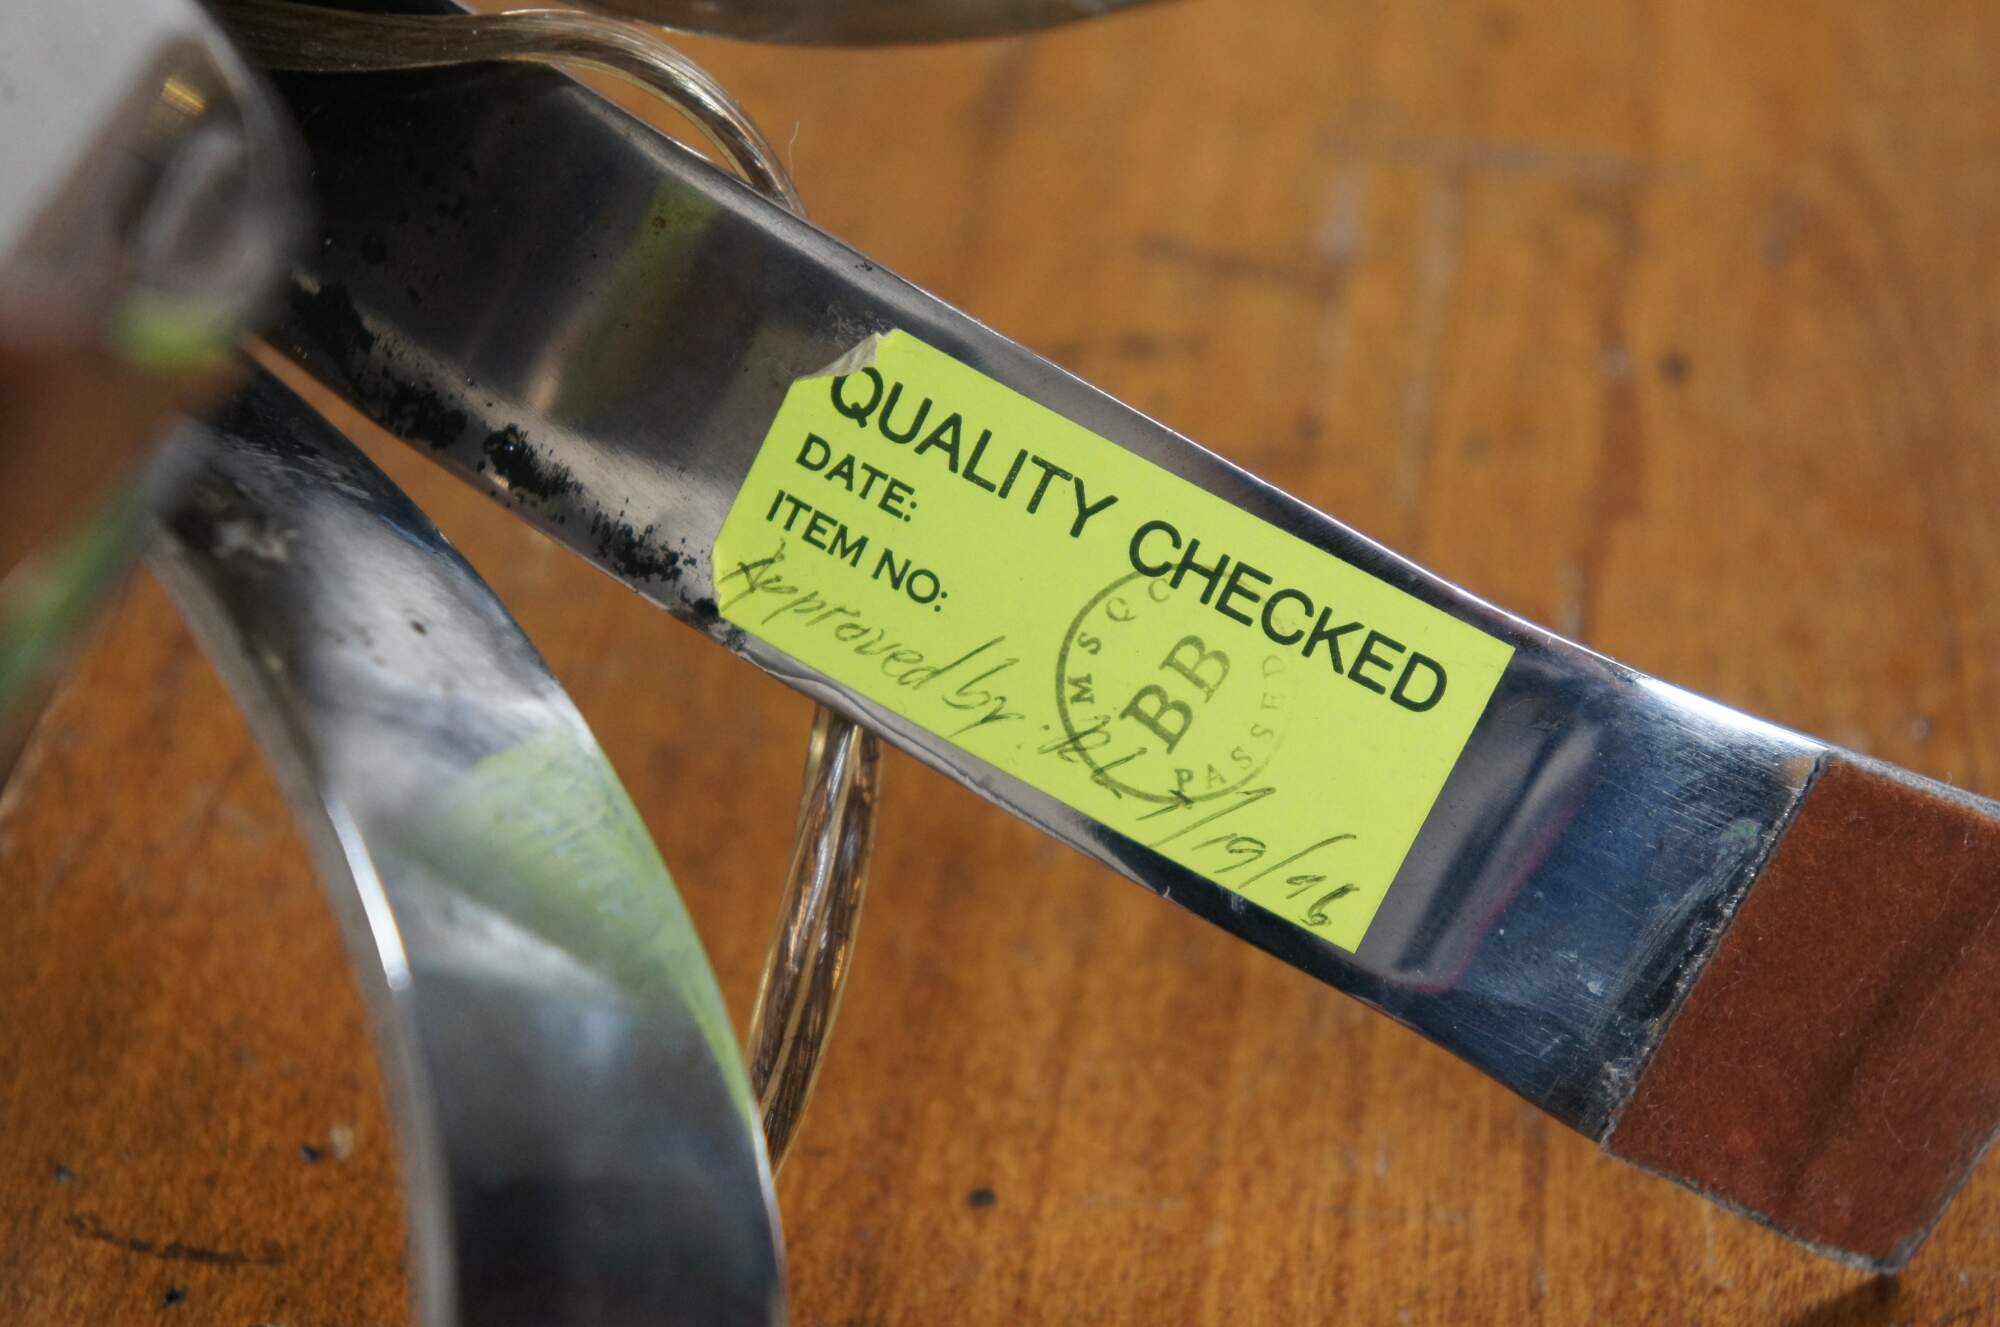 QUALITY CHECKED
DATE:
ITEM NO:
MSQC
BB
PASSED
Approved by: 7/19/96